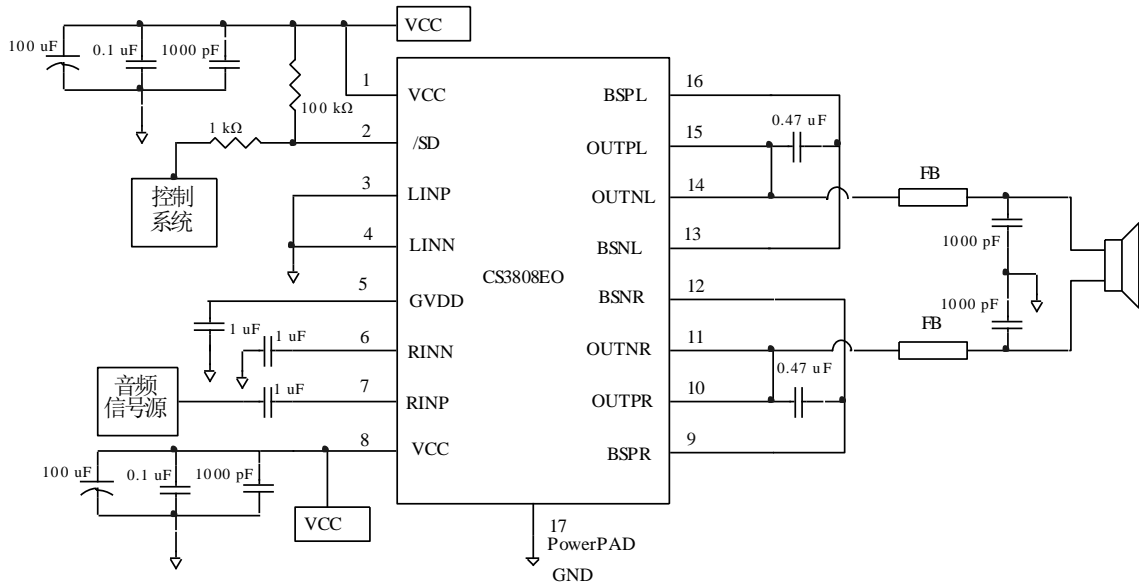 VCC
100 uF
0.1 uF
1000 pF
1
VCC
100 kΩ
1 kΩ
2
/SD
控制
系统
3
LINP
4
LINN
5
GVDD
1 uF
1 uF
6
RINN
音频
信号源
1 uF
7
RINP
8
VCC
100 uF
0.1 uF
1000 pF
VCC
CS3808EO
17
PowerPAD
GND
16
BSPL
15
OUTPL
0.47 uF
14
OUTNL
FB
13
BSNL
1000 pF
12
BSNR
1000 pF
11
OUTNR
FB
0.47 uF
10
OUTPR
9
BSPR